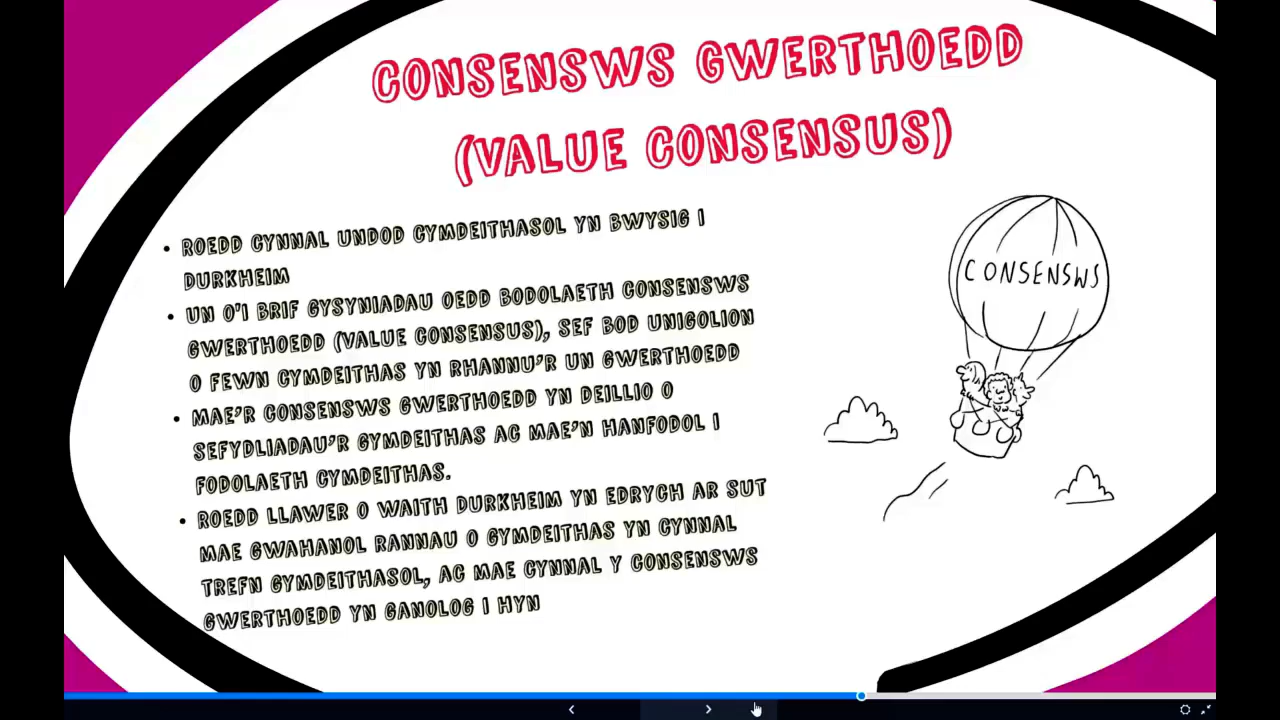 CONSENSWS GWERTHOEDD
(VALUE CONSENSUS)
• ROEDD CYNNAL UNDOD CYMDEITHASOL YN BWYSIG I
DURKHEIM
• UN O'I BRIF GYSYNIADAU OEDD BODOLAETH CONSENSWS
GWERTHOEDD (VALUE CONSENSUS), SEF BOD UNIGOLION
O FEWN CYMDEITHAS YN RHANNU'R UN GWERTHOEDD
• MAE'R CONSENSWS GWERTHOEDD YN DEILLIO O
SEFYDLIADAU'R GYMDEITHAS AC MAE'N HANFODOL I
FODOLAETH CYMDEITHAS.
• ROEDD LLAWER O WAITH DURKHEIM YN EDRYCH AR SUT
MAE GWAHANOL RANNAU O GYMDEITHAS YN CYNNAL
TREFN GYMDEITHASOL, AC MAE CYNNAL Y CONSENSWS
GWERTHOEDD YN GANOLOG I HYN
CONSENSWS